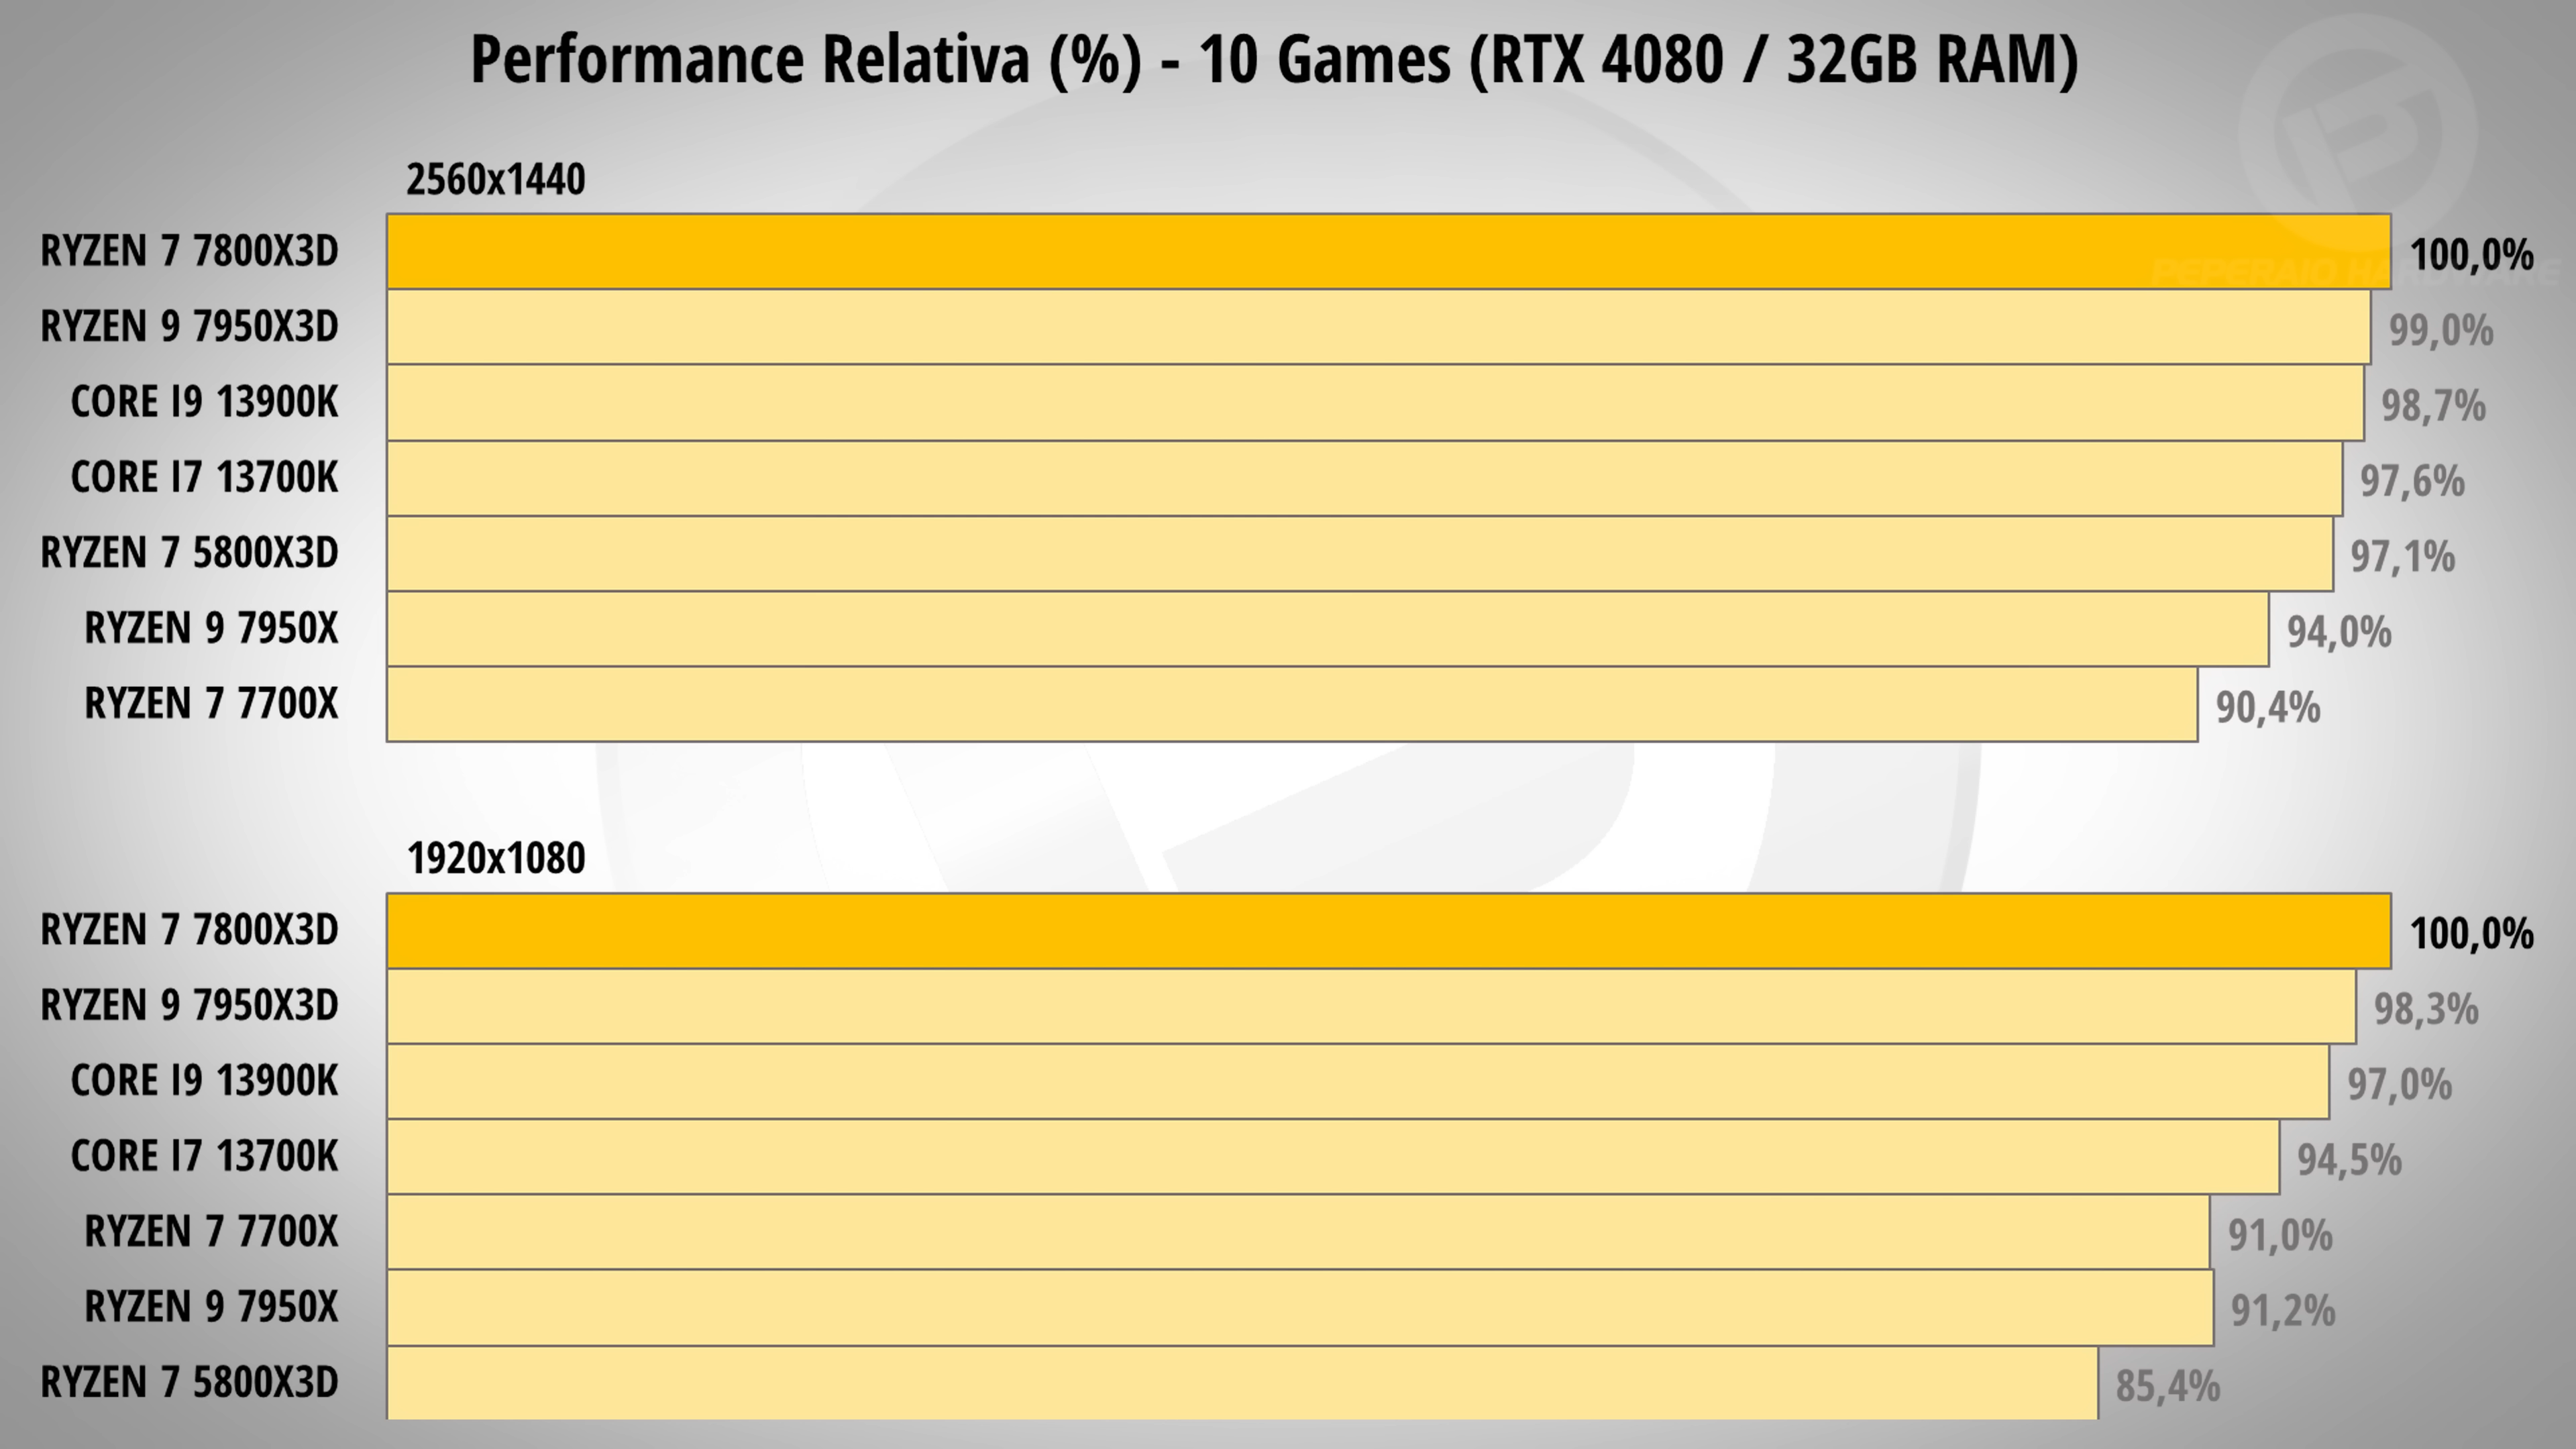 Performance Relativa (%) - 10 Games (RTX 4080 / 32GB RAM)
2560x1440
RYZEN 7 7800X3D 100,0%
PEPERAIO HARDWARE
RYZEN 9 7950X3D 99,0%
CORE I9 13900K 98,7%
CORE I7 13700K 97,6%
RYZEN 7 5800X3D 97,1%
RYZEN 9 7950X 94,0%
RYZEN 7 7700X 90,4%
1920x1080
RYZEN 7 7800X3D 100,0%
RYZEN 9 7950X3D 98,3%
CORE I9 13900K 97,0%
CORE I7 13700K 94,5%
RYZEN 7 7700X 91,0%
RYZEN 9 7950X 91,2%
RYZEN 7 5800X3D 85,4%